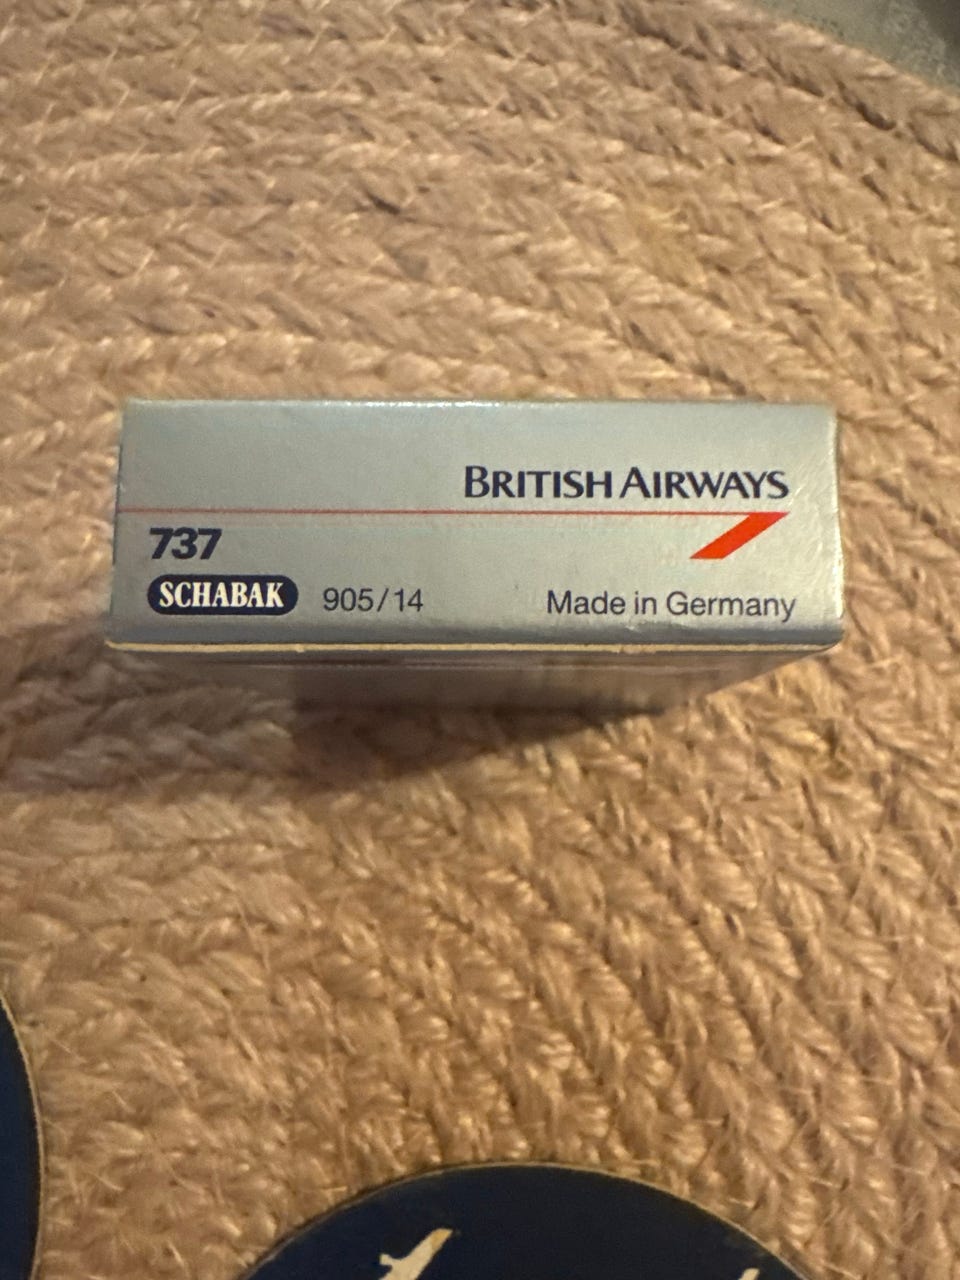 BRITISH AIRWAYS
737
SCHABAK 905/14 Made in Germany